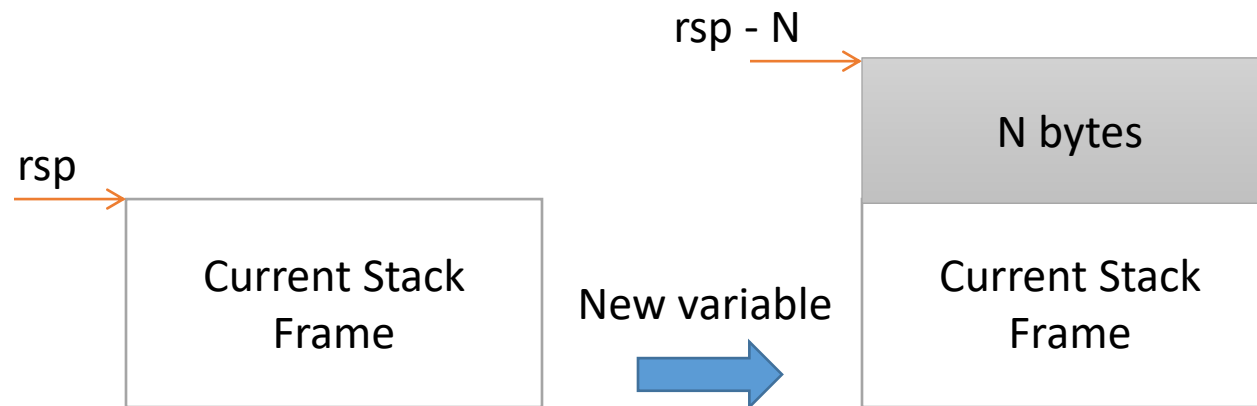 rsp - N
N bytes
rsp
Current Stack
Frame
New variable
Current Stack
Frame